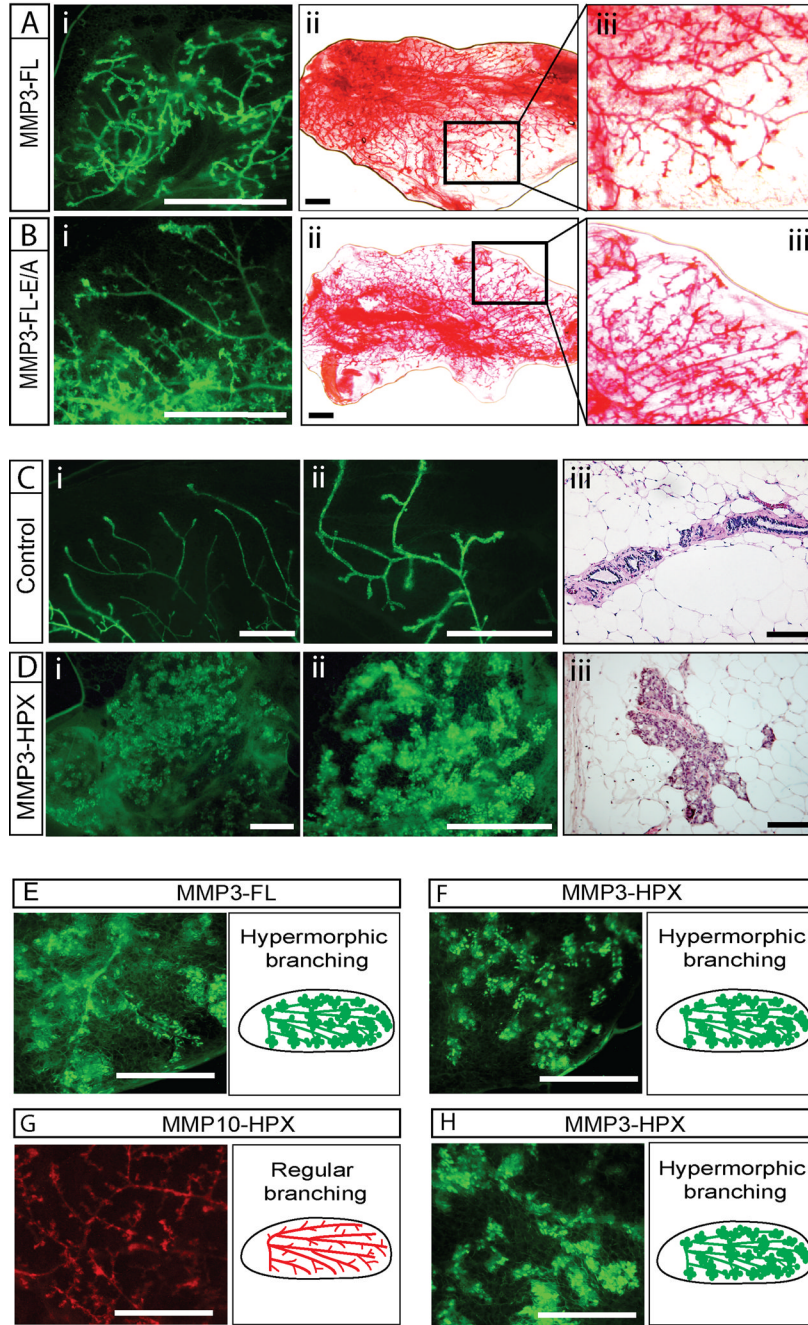 A
MMP3-FL
i
ii
iii
B
MMP3-FL-E/A
i
ii
iii
C
Control
i
ii
iii
D
MMP3-HPX
i
ii
iii
E
MMP3-FL
Hypermorphic
branching
F
MMP3-HPX
Hypermorphic
branching
G
MMP10-HPX
Regular
branching
H
MMP3-HPX
Hypermorphic
branching